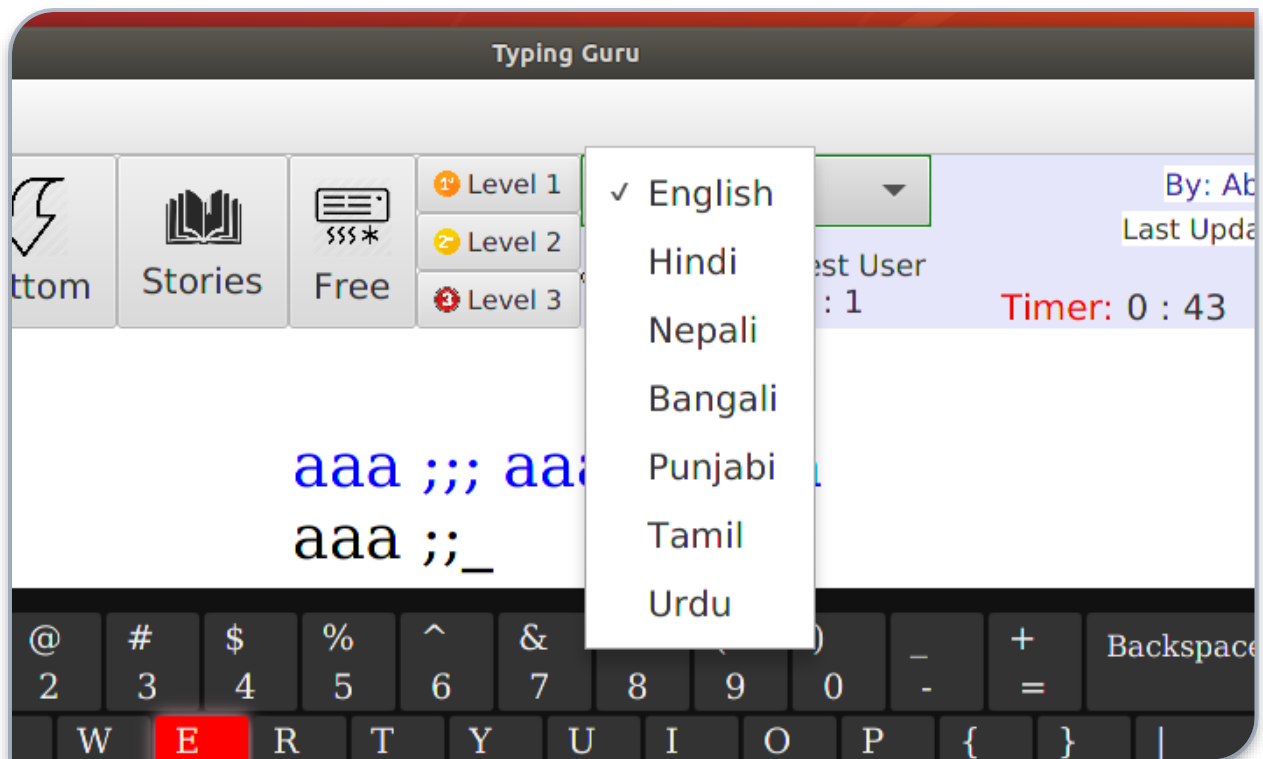 Typing Guru
ttom
Stories
Free
Level 1
Level 2
Level 3
✓ English
Hindi
Nepali
Bangali
Punjabi
Tamil
Urdu
est User
: 1
By: Ab
Last Upda
Timer: 0 : 43
aaa ;;; aaa
aaa ;;_
@ # $ % ^ & ( ) _ + Backspace
2 3 4 5 6 7 8 9 0 - =
W E R T Y U I O P { } |